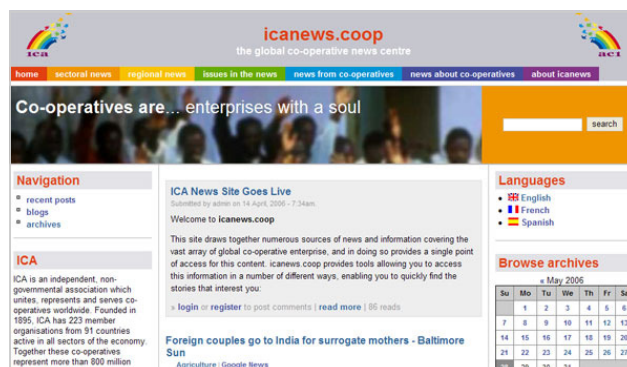 ica
icanews.coop
the global co-operative news centre
aci
home sectoral news regional news issues in the news news from co-operatives news about co-operatives about icanews
Co-operatives are... enterprises with a soul
search
Navigation
recent posts
blogs
archives
ICA
ICA is an independent, non-
governmental association which
unites, represents and serves co-
operatives worldwide. Founded in
1895, ICA has 223 member
organisations from 91 countries
active in all sectors of the economy.
Together these co-operatives
represent more than 800 million
ICA News Site Goes Live
Submitted by admin on 14 April, 2006 - 7:34am.
Welcome to icanews.coop
This site draws together numerous sources of news and information covering the
vast array of global co-operative enterprise, and in doing so provides a single point
of access for this content. icanews.coop provides tools allowing you to access
this information in a number of different ways, enabling you to quickly find the
stories that interest you:
» login or register to post comments | read more | 86 reads
Foreign couples go to India for surrogate mothers - Baltimore
Sun
Agriculture | Google News
Languages
English
French
Spanish
Browse archives
« May 2006
Su Mo Tu We Th Fr Sa
1 2 3 4 5 6
7 8 9 10 11 12 13
14 15 16 17 18 19 20
21 22 23 24 25 26 27
28 29 30 31